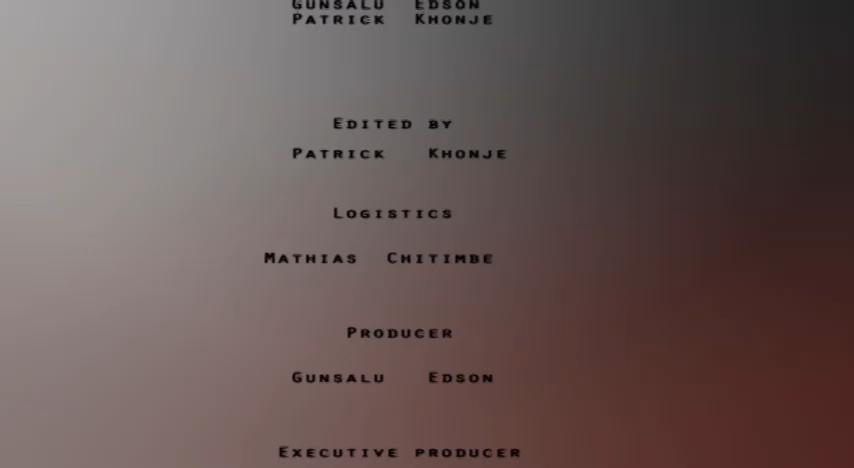 GUNSALU EDSON
PATRICK KHONJE
EDITED BY
PATRICK KHONJE
LOGISTICS
MATHIAS CHITIMBE
PRODUCER
GUNSALU EDSON
EXECUTIVE PRODUCER